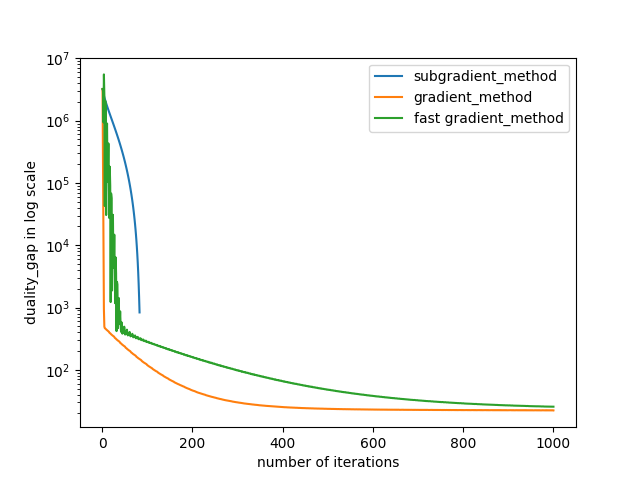 subgradient_method
gradient_method
fast gradient_method
duality_gap in log scale
10^7
10^6
10^5
10^4
10^3
10^2
0 200 400 600 800 1000
number of iterations